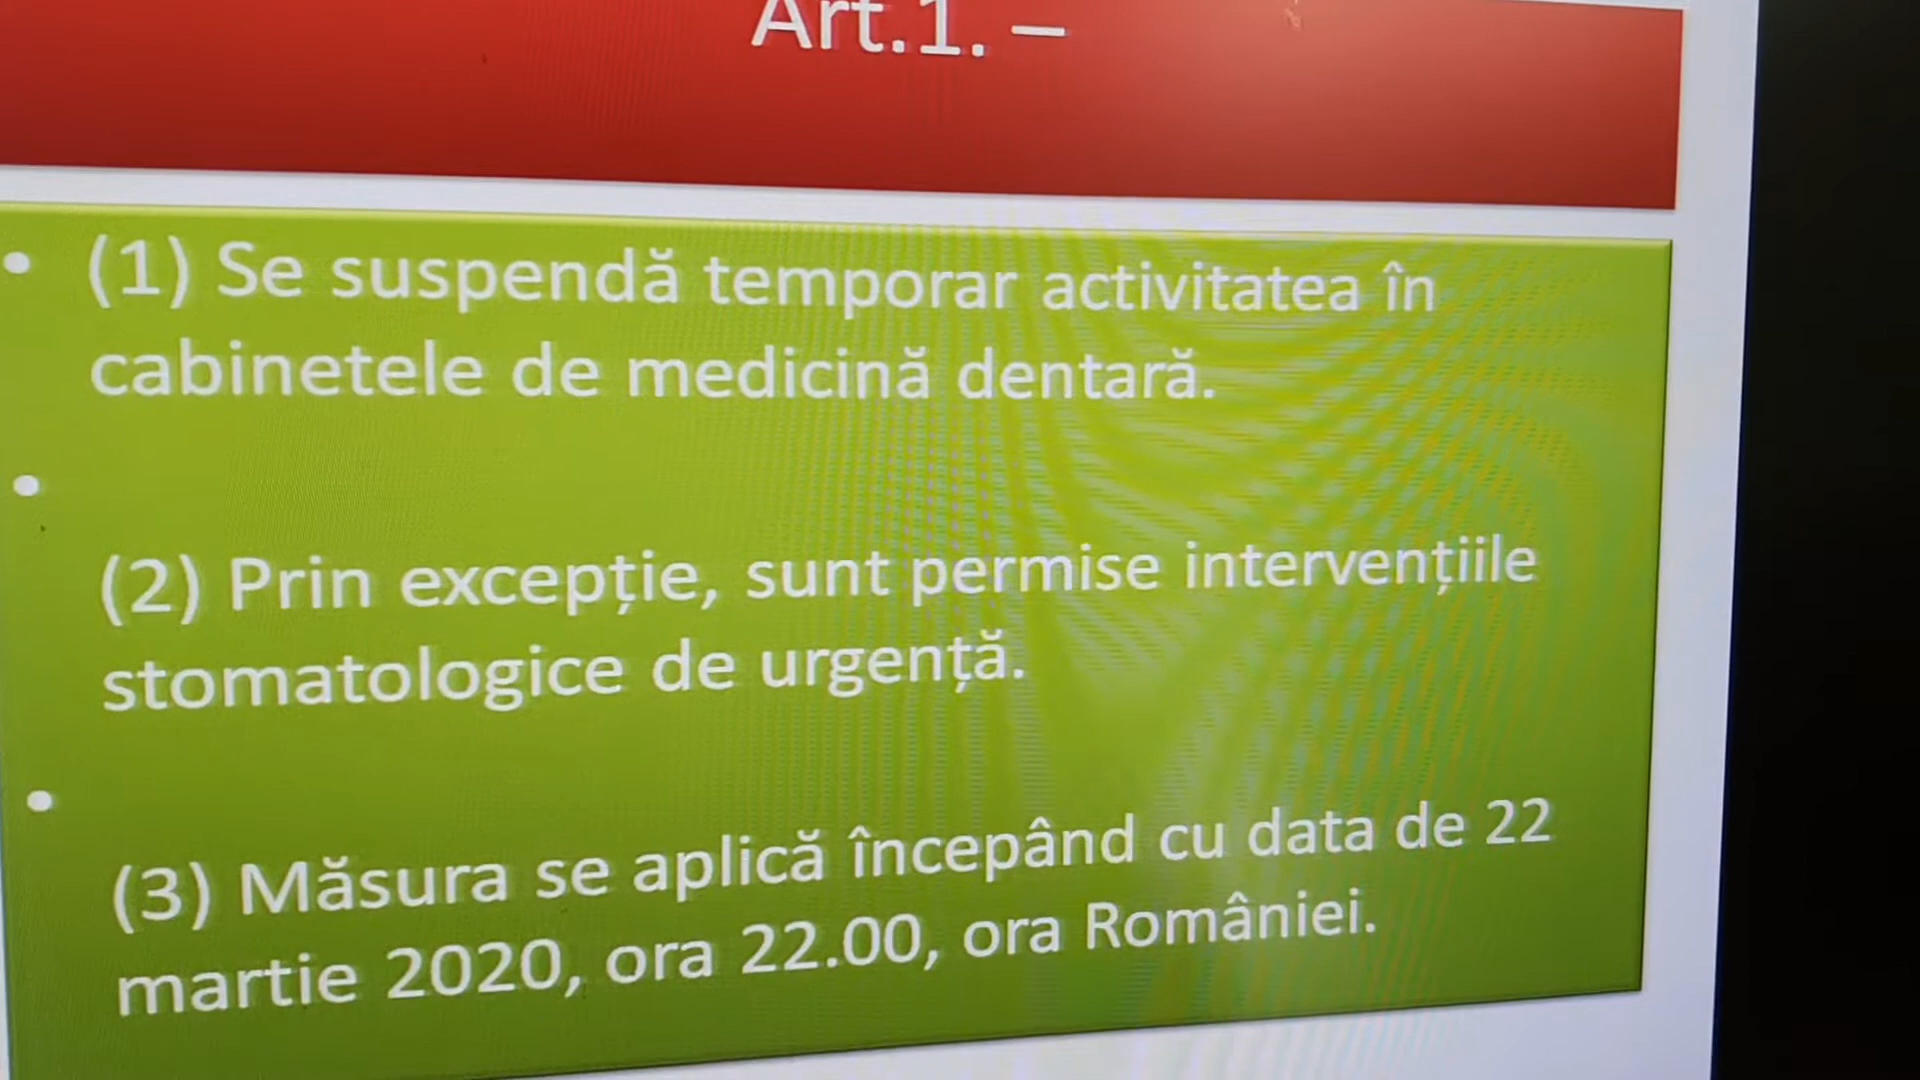 Art.1. –
• (1) Se suspendă temporar activitatea în
cabinetele de medicină dentară.
•
(2) Prin excepție, sunt permise intervențiile
stomatologice de urgență.
•
(3) Măsura se aplică începând cu data de 22
martie 2020, ora 22.00, ora României.